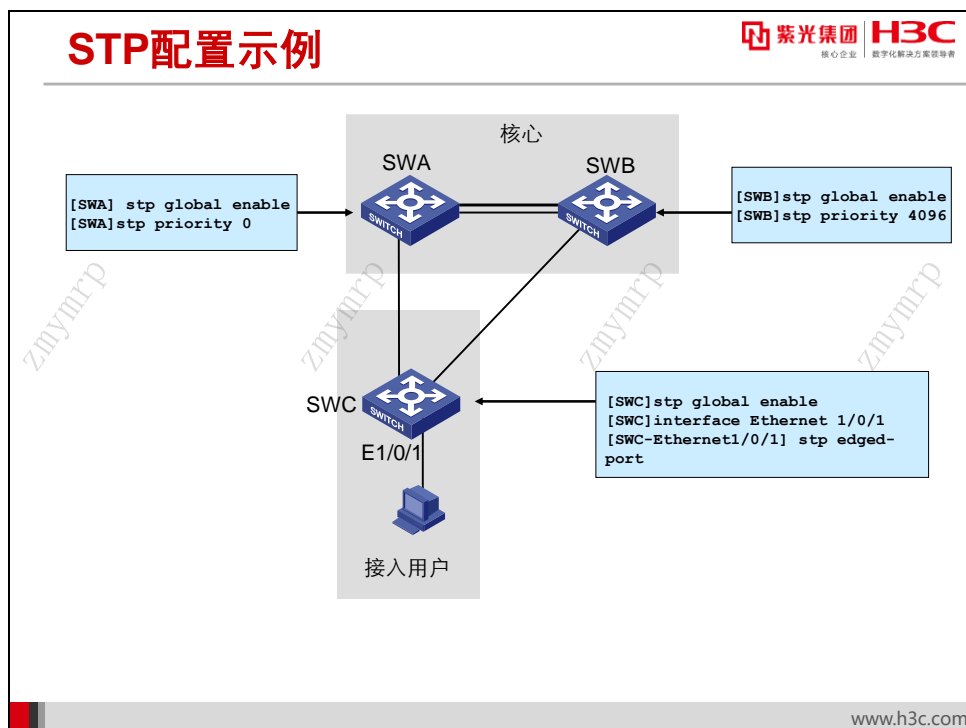 STP配置示例
紫光集团 H3C
核心企业 数字化解决方案领导者
核心
SWA
SWB
[SWA] stp global enable
[SWA]stp priority 0
[SWB]stp global enable
[SWB]stp priority 4096
SWITCH
SWITCH
zmymrp
zmymrp
zmymrp
zmymrp
SWC
SWITCH
E1/0/1
[SWC]stp global enable
[SWC]interface Ethernet 1/0/1
[SWC-Ethernet1/0/1] stp edged-
port
接入用户
www.h3c.com